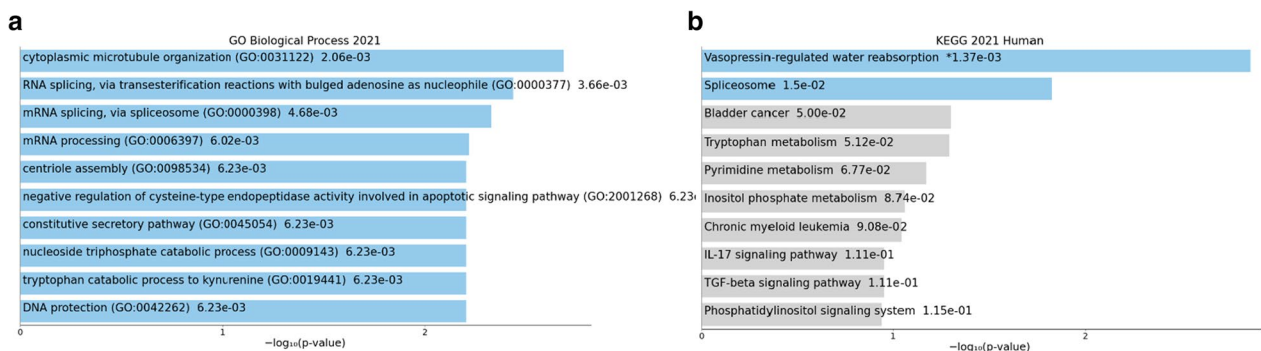 a
GO Biological Process 2021
cytoplasmic microtubule organization (GO:0031122) 2.06e-03
RNA splicing, via transesterification reactions with bulged adenosine as nucleophile (GO:0000377) 3.66e-03
mRNA splicing, via spliceosome (GO:0000398) 4.68e-03
mRNA processing (GO:0006397) 6.02e-03
centriole assembly (GO:0098534) 6.23e-03
negative regulation of cysteine-type endopeptidase activity involved in apoptotic signaling pathway (GO:2001268) 6.23
constitutive secretory pathway (GO:0045054) 6.23e-03
nucleoside triphosphate catabolic process (GO:0009143) 6.23e-03
tryptophan catabolic process to kynurenine (GO:0019441) 6.23e-03
DNA protection (GO:0042262) 6.23e-03
0 1 2
−log₁₀(p-value)
b
KEGG 2021 Human
Vasopressin-regulated water reabsorption *1.37e-03
Spliceosome 1.5e-02
Bladder cancer 5.00e-02
Tryptophan metabolism 5.12e-02
Pyrimidine metabolism 6.77e-02
Inositol phosphate metabolism 8.74e-02
Chronic myeloid leukemia 9.08e-02
IL-17 signaling pathway 1.11e-01
TGF-beta signaling pathway 1.11e-01
Phosphatidylinositol signaling system 1.15e-01
0 1 2
−log₁₀(p-value)